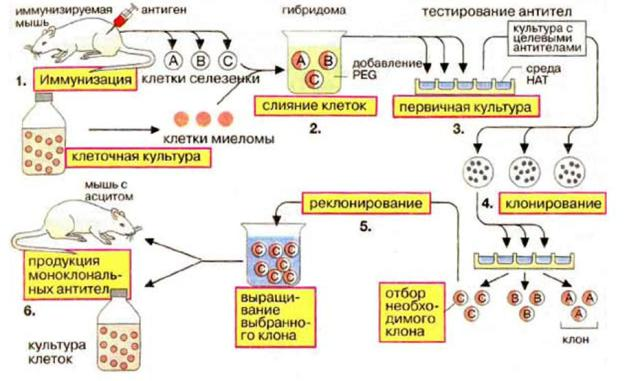 иммунизируемая
мышь
антиген
1. Иммунизация
A B C
клетки селезенки
клетки миеломы
клеточная культура
гибридома
A B
C
добавление
PEG
слияние клеток
2.
тестирование антител
культура с
целевыми
антителами
среда
HAT
первичная культура
3.
4. клонирование
A
A A
клон
B B
B
C C
C
отбор
необхо-
димого
клона
реклонирование
5.
C C C
C C
C C C
выращи-
вание
выбранно-
го клона
мышь с
асцитом
продукция
моноклональ-
ных антител
6.
культура
клеток